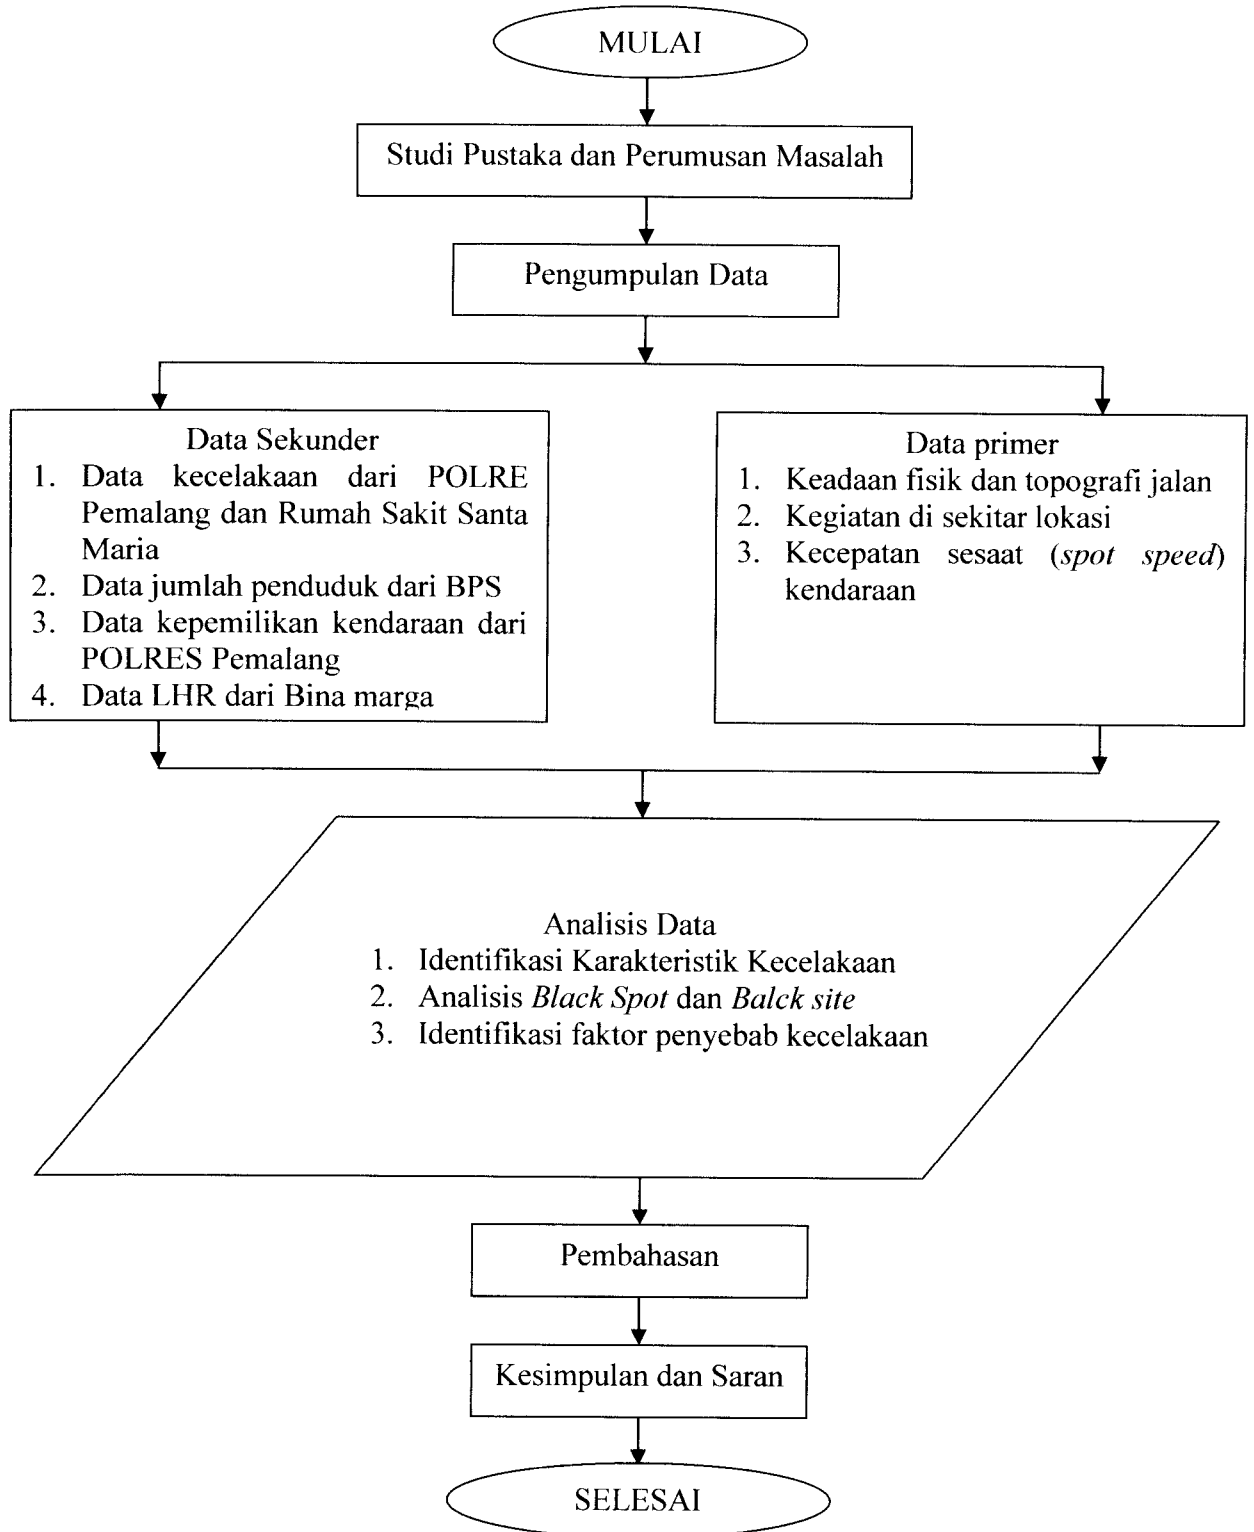 MULAI
Studi Pustaka dan Perumusan Masalah
Pengumpulan Data
Data Sekunder
1. Data kecelakaan dari POLRE
Pemalang dan Rumah Sakit Santa
Maria
2. Data jumlah penduduk dari BPS
3. Data kepemilikan kendaraan dari
POLRES Pemalang
4. Data LHR dari Bina marga
Data primer
1. Keadaan fisik dan topografi jalan
2. Kegiatan di sekitar lokasi
3. Kecepatan sesaat (spot speed)
kendaraan
Analisis Data
1. Identifikasi Karakteristik Kecelakaan
2. Analisis Black Spot dan Balck site
3. Identifikasi faktor penyebab kecelakaan
Pembahasan
Kesimpulan dan Saran
SELESAI